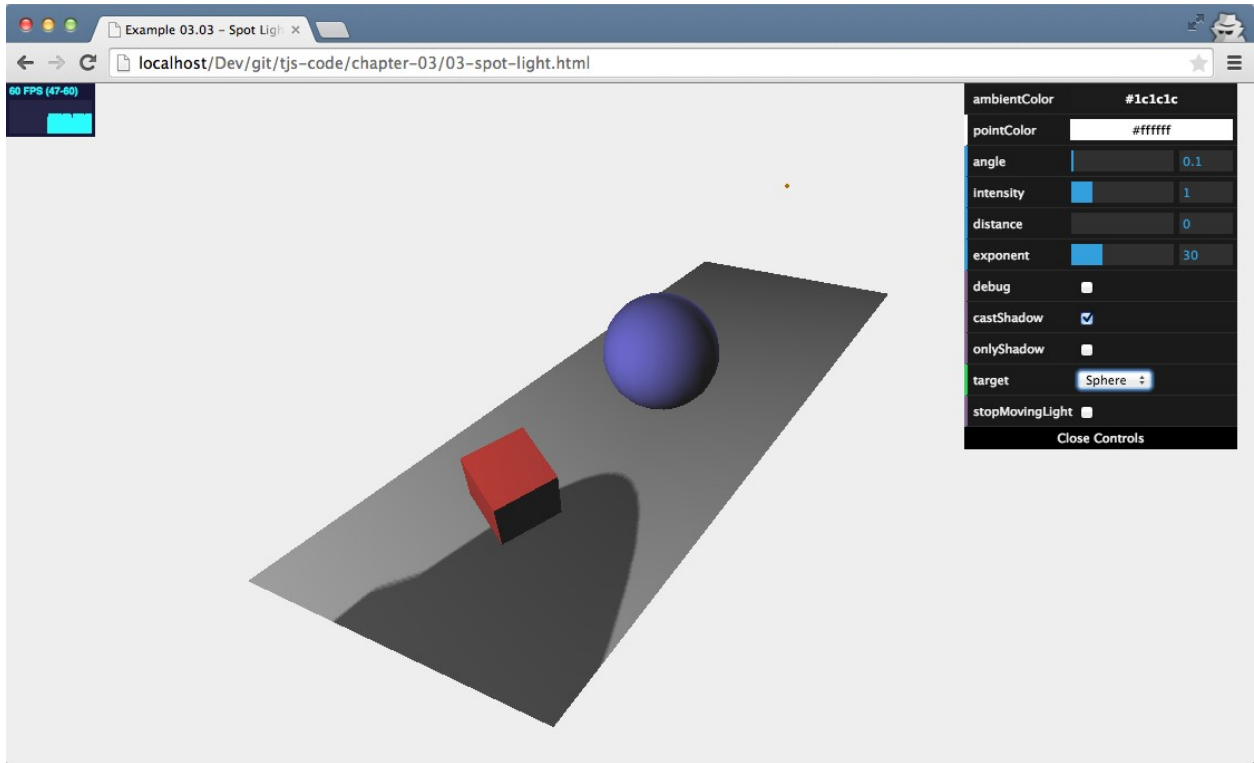 Example 03.03 - Spot Ligh
localhost/Dev/git/tjs-code/chapter-03/03-spot-light.html
60 FPS (47-60)
ambientColor #1c1c1c
pointColor #ffffff
angle 0.1
intensity 1
distance 0
exponent 30
debug
castShadow
onlyShadow
target Sphere
stopMovingLight
Close Controls